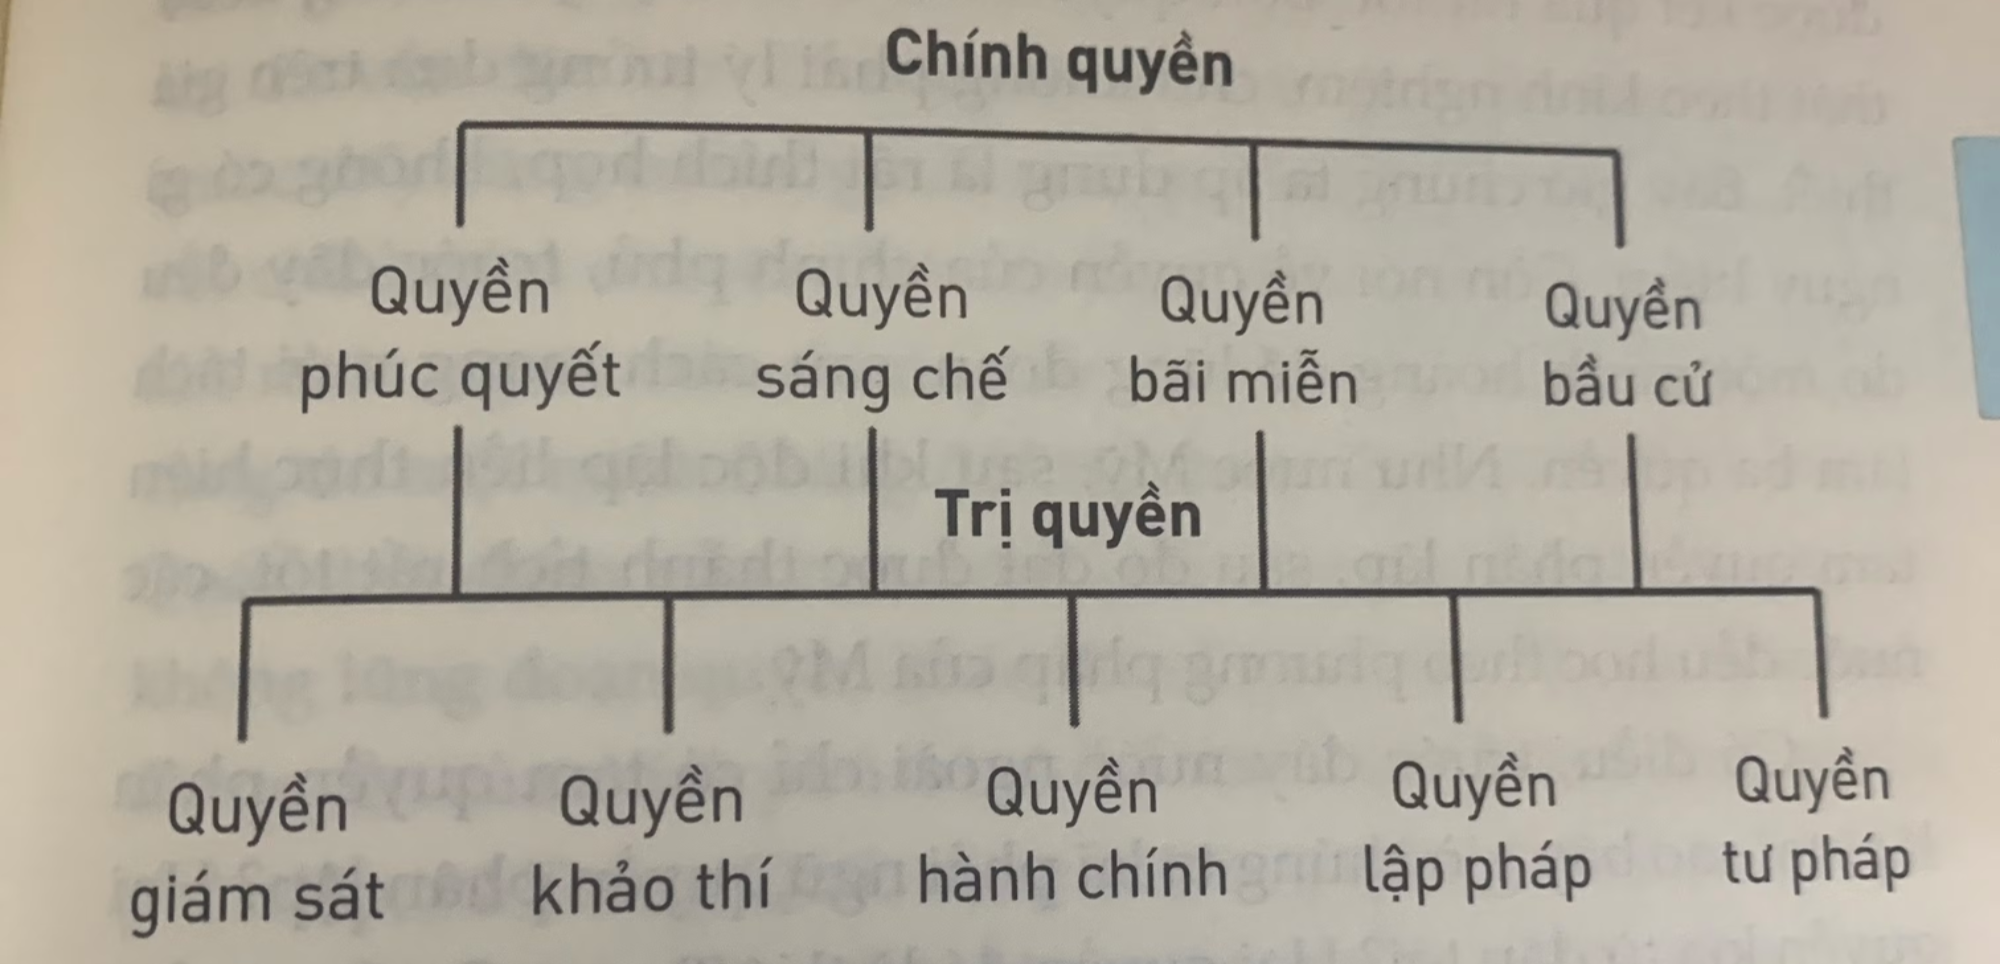 Chính quyền
Quyền Quyền Quyền Quyền
phúc quyết sáng chế bãi miễn bầu cử
Trị quyền
Quyền Quyền Quyền Quyền Quyền
giám sát khảo thí hành chính lập pháp tư pháp